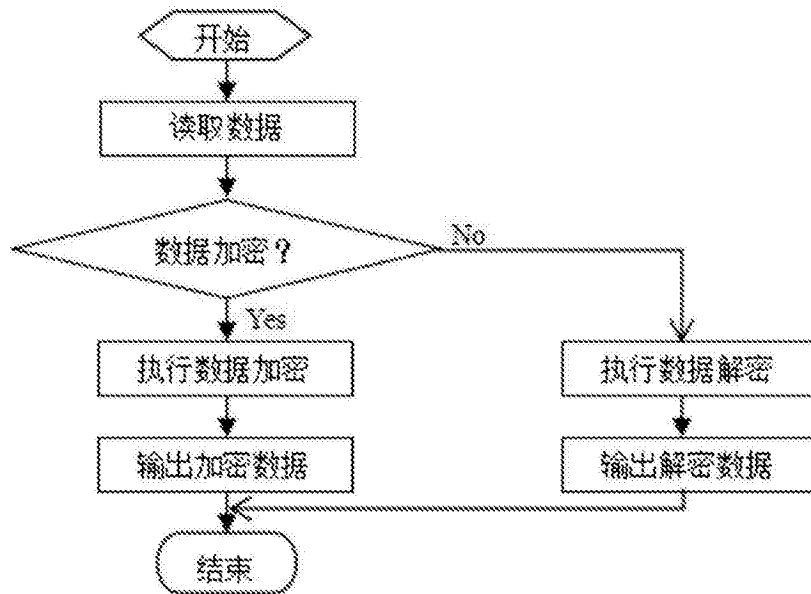 开始
读取数据
数据加密？
No
Yes
执行数据加密
执行数据解密
输出加密数据
输出解密数据
结束